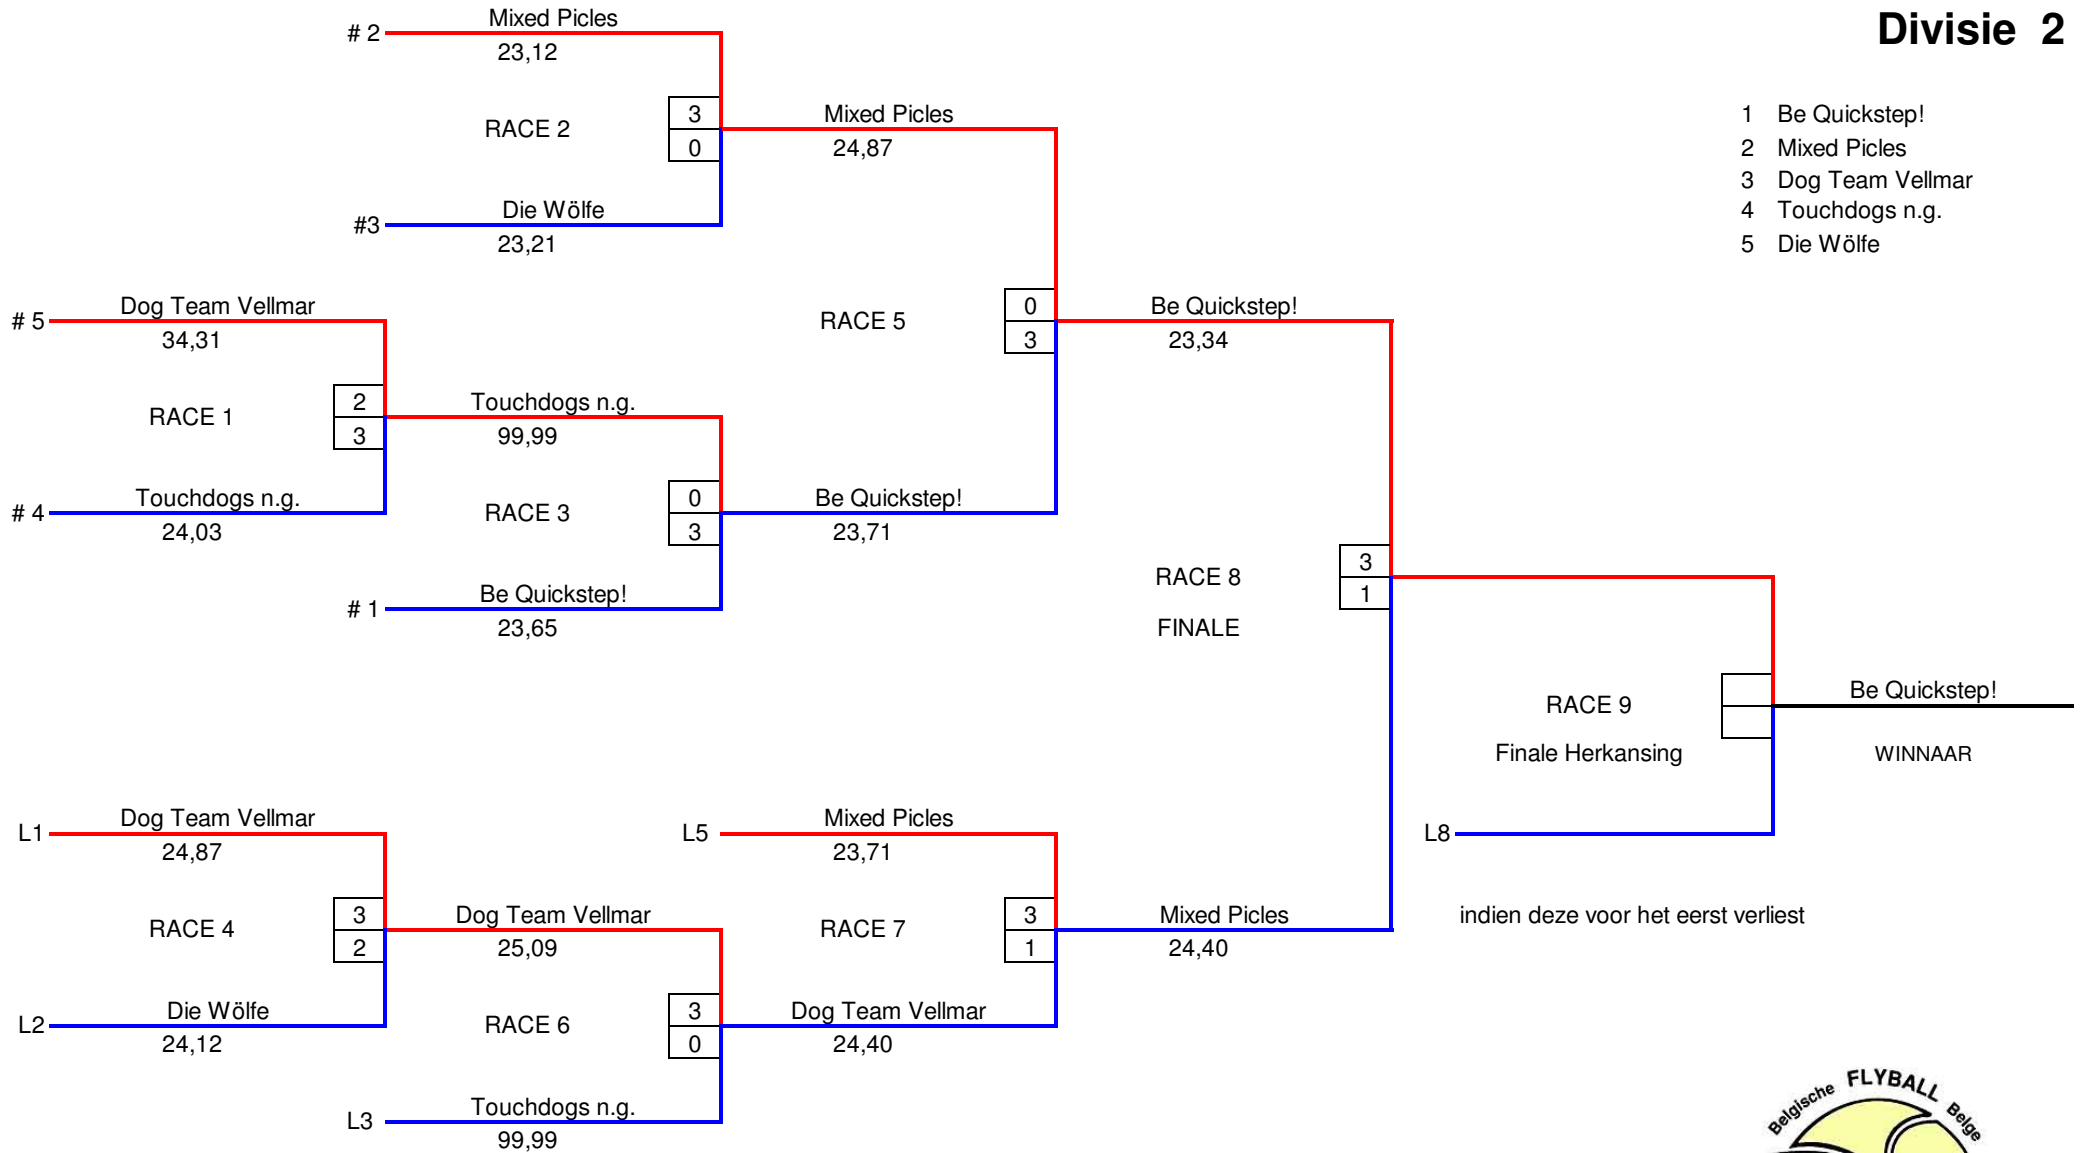 Divisie 2
1 Be Quickstep!
2 Mixed Picles
3 Dog Team Vellmar
4 Touchdogs n.g.
5 Die Wölfe
# 2 Mixed Picles
23,12
RACE 2
3
0
#3 Die Wölfe
23,21
Mixed Picles
24,87
# 5 Dog Team Vellmar
34,31
RACE 1
2
3
# 4 Touchdogs n.g.
24,03
Touchdogs n.g.
99,99
RACE 3
0
3
# 1 Be Quickstep!
23,65
RACE 5
0
3
Be Quickstep!
23,71
Be Quickstep!
23,34
RACE 8
3
1
FINALE
RACE 9
Finale Herkansing
Be Quickstep!
WINNAAR
L8
indien deze voor het eerst verliest
L1 Dog Team Vellmar
24,87
RACE 4
3
2
L2 Die Wölfe
24,12
Dog Team Vellmar
25,09
RACE 6
3
0
L3 Touchdogs n.g.
99,99
L5 Mixed Picles
23,71
RACE 7
3
1
Dog Team Vellmar
24,40
Mixed Picles
24,40
Belgische FLYBALL Belge